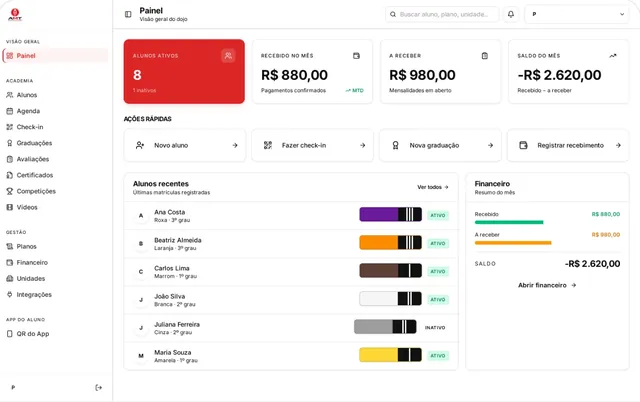 AMT
VISÃO GERAL
Painel
ACADEMIA
Alunos
Agenda
Check-in
Graduações
Avaliações
Certificados
Competições
Vídeos
GESTÃO
Planos
Financeiro
Unidades
Integrações
APP DO ALUNO
QR do App
P
Painel
Visão geral do dojo
Buscar aluno, plano, unidade...
P
ALUNOS ATIVOS
8
1 inativos
RECEBIDO NO MÊS
R$ 880,00
Pagamentos confirmados
MTD
A RECEBER
R$ 980,00
Mensalidades em aberto
SALDO DO MÊS
-R$ 2.620,00
Recebido − a receber
AÇÕES RÁPIDAS
Novo aluno
Fazer check-in
Nova graduação
Registrar recebimento
Alunos recentes
Últimas matrículas registradas
Ver todos
A
Ana Costa
Roxa · 3º grau
ATIVO
B
Beatriz Almeida
Laranja · 3º grau
ATIVO
C
Carlos Lima
Marrom · 1º grau
ATIVO
J
João Silva
Branca · 2º grau
ATIVO
J
Juliana Ferreira
Cinza · 2º grau
INATIVO
M
Maria Souza
Amarela · 1º grau
ATIVO
Financeiro
Resumo do mês
Recebido
R$ 880,00
A receber
R$ 980,00
SALDO
-R$ 2.620,00
Abrir financeiro